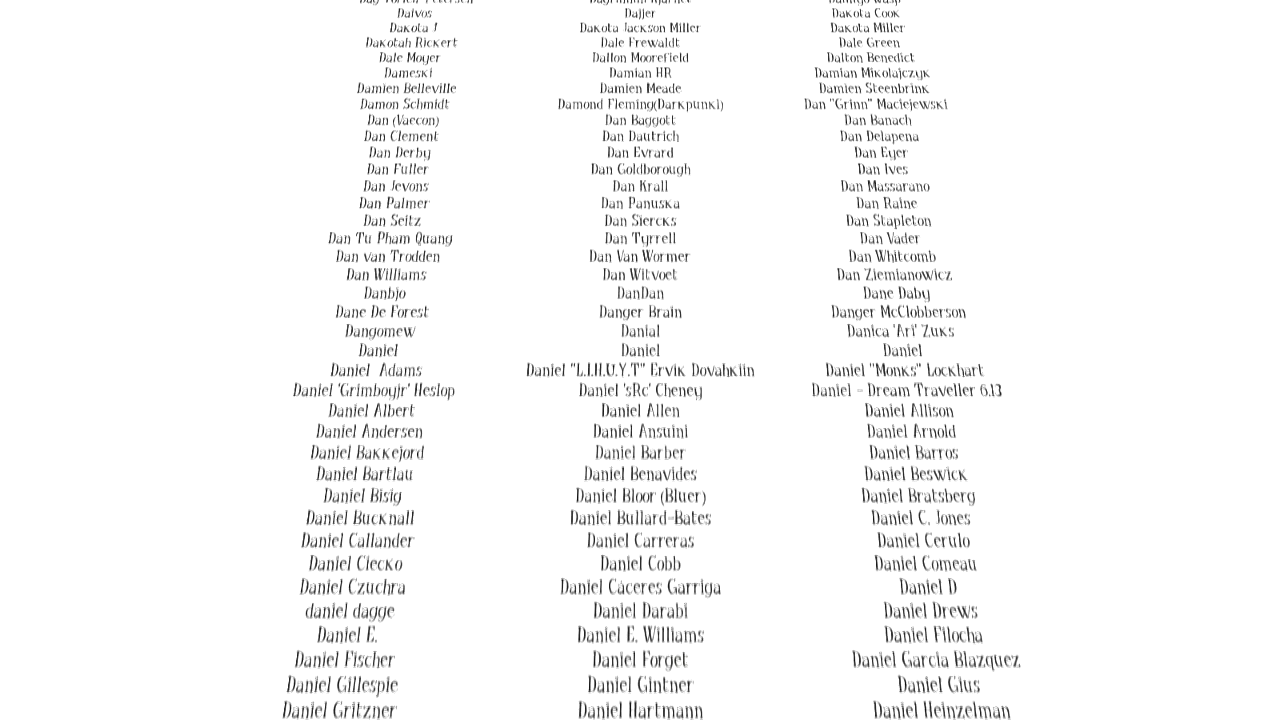 Dalvos Dajjer Dakota Cook
Dakota J Dakota Jackson Miller Dakota Miller
Dakotah Rickert Dale Frewaldt Dale Green
Dale Moyer Dallon Moorefield Dalton Benedict
Dameski Damian HR Damian Mikolajczyk
Damien Belleville Damien Meade Damien Steenbrink
Damon Schmidt Damond Fleming(Darkpunk1) Dan "Grinn" Maciejewski
Dan (Vaecon) Dan Baggott Dan Banach
Dan Clement Dan Dautrich Dan Delapena
Dan Derby Dan Evrard Dan Eyer
Dan Fuller Dan Goldborough Dan Ives
Dan Jevons Dan Krall Dan Massarano
Dan Palmer Dan Panuska Dan Raine
Dan Seitz Dan Siercks Dan Stapleton
Dan Tu Pham Quang Dan Tyrrell Dan Vader
Dan van Trodden Dan Van Wormer Dan Whitcomb
Dan Williams Dan Witvoet Dan Ziemianowicz
Danbjo DanDan Dane Daby
Dane De Forest Danger Brain Danger McClobberson
Dangomew Danial Danica 'Ari' Zuks
Daniel Daniel Daniel
Daniel Adams Daniel "L.I.H.U.Y.T" Ervik Dovahkiin Daniel "Monks" Lockhart
Daniel 'Grimboyjr' Heslop Daniel 'sRc' Cheney Daniel - Dream Traveller 613
Daniel Albert Daniel Allen Daniel Allison
Daniel Andersen Daniel Ansuini Daniel Arnold
Daniel Bakkejord Daniel Barber Daniel Barros
Daniel Bartlau Daniel Benavides Daniel Beswick
Daniel Bisig Daniel Bloor (Bluer) Daniel Bratsberg
Daniel Bucknall Daniel Bullard-Bates Daniel C. Jones
Daniel Callander Daniel Carreras Daniel Cerulo
Daniel Ciecko Daniel Cobb Daniel Comeau
Daniel Czuchra Daniel Cáceres Garriga Daniel D
daniel dagge Daniel Darabi Daniel Drews
Daniel E. Daniel E. Williams Daniel Filocha
Daniel Fischer Daniel Forget Daniel Garcia Blazquez
Daniel Gillespie Daniel Gintner Daniel Gius
Daniel Gritzner Daniel Hartmann Daniel Heinzelman